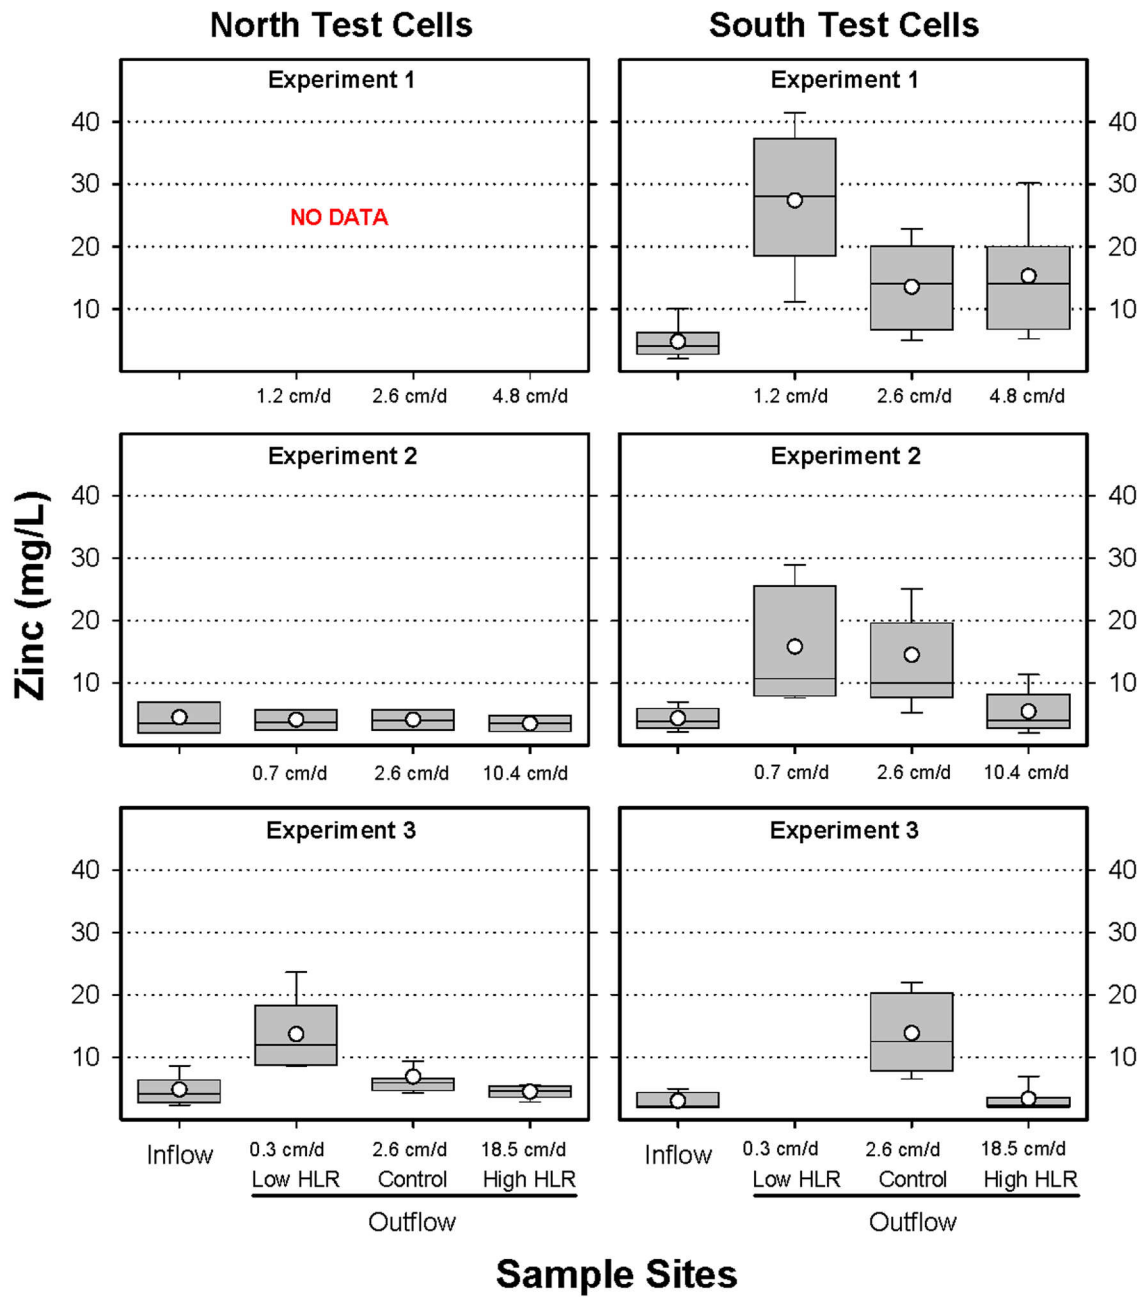 North Test Cells South Test Cells
Experiment 1 Experiment 1
40 40
30 30
NO DATA
20 20
10 10
1.2 cm/d 2.6 cm/d 4.8 cm/d 1.2 cm/d 2.6 cm/d 4.8 cm/d
Experiment 2 Experiment 2
40 40
30 30
20 20
10 10
0.7 cm/d 2.6 cm/d 10.4 cm/d 0.7 cm/d 2.6 cm/d 10.4 cm/d
Zinc (mg/L)
Experiment 3 Experiment 3
40 40
30 30
20 20
10 10
Inflow 0.3 cm/d 2.6 cm/d 18.5 cm/d Inflow 0.3 cm/d 2.6 cm/d 18.5 cm/d
Low HLR Control High HLR Low HLR Control High HLR
Outflow Outflow
Sample Sites